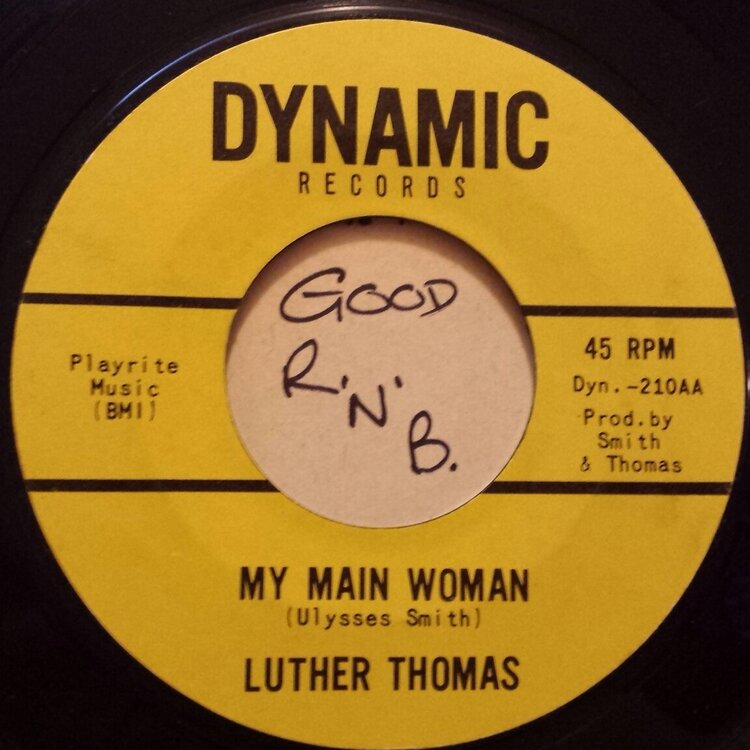 DYNAMIC
RECORDS
GOOD
R.'N'.
B.
Playrite
Music
(BMI)
45 RPM
Dyn.-210AA
Prod.by
Smith
& Thomas
MY MAIN WOMAN
(Ulysses Smith)
LUTHER THOMAS